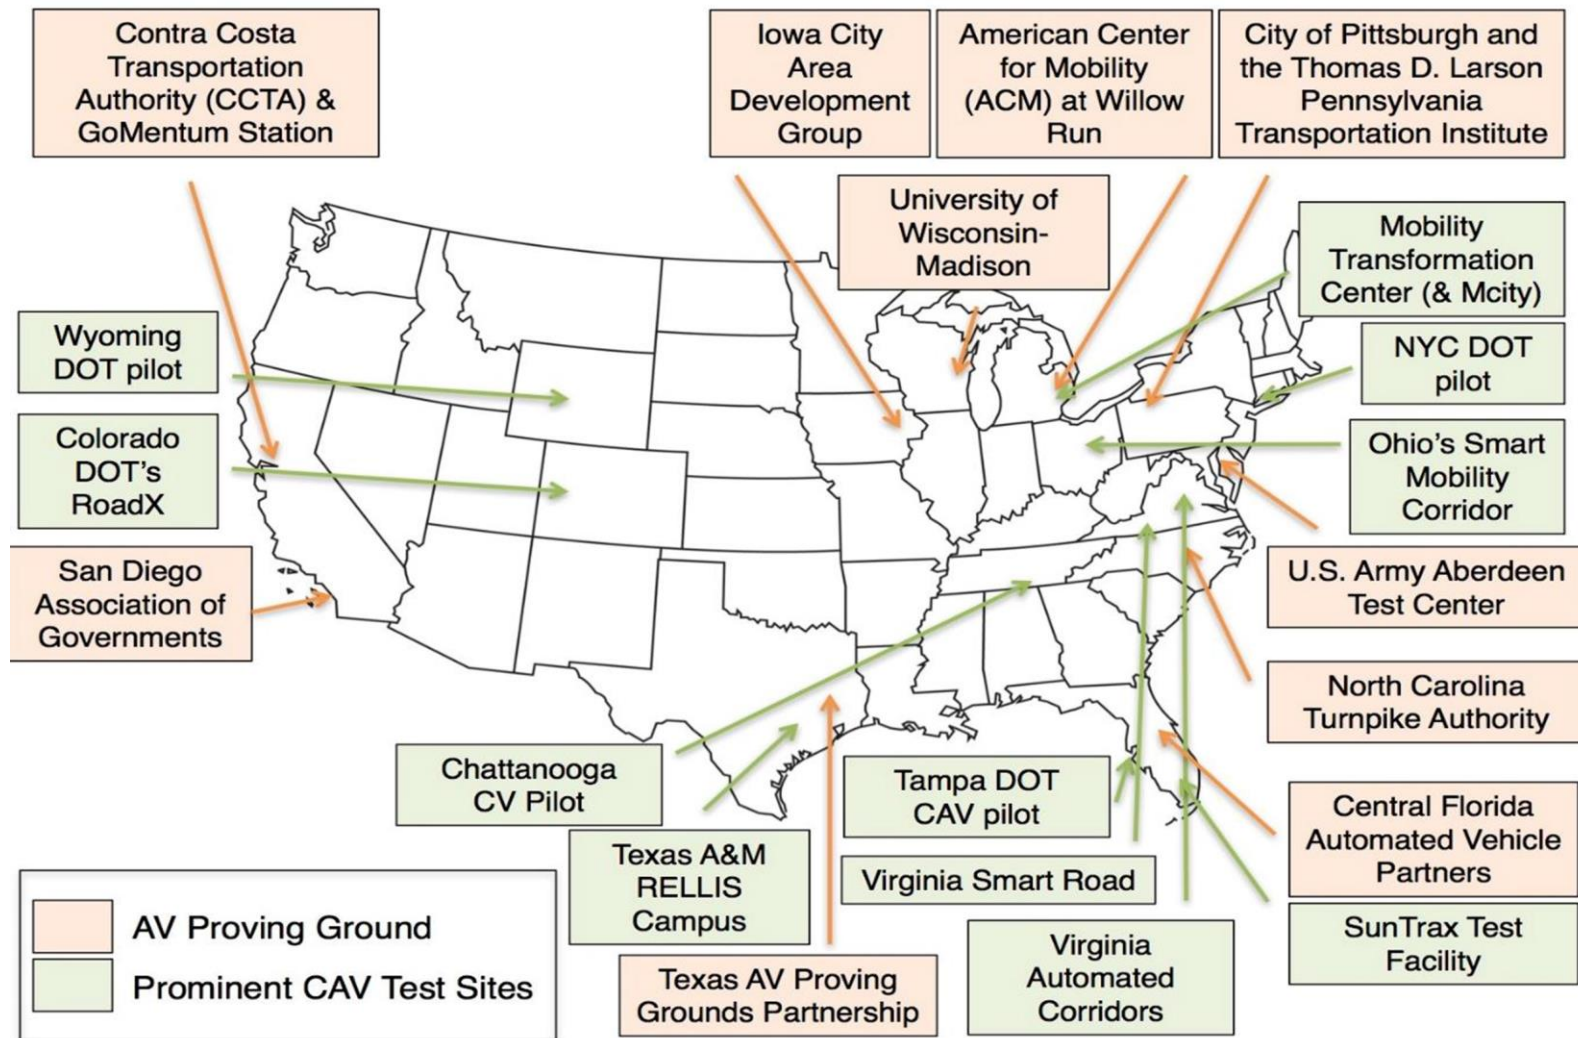 Contra Costa
Transportation
Authority (CCTA) &
GoMentum Station
Iowa City
Area
Development
Group
American Center
for Mobility
(ACM) at Willow
Run
City of Pittsburgh and
the Thomas D. Larson
Pennsylvania
Transportation Institute
University of
Wisconsin-
Madison
Mobility
Transformation
Center (& Mcity)
Wyoming
DOT pilot
NYC DOT
pilot
Colorado
DOT's
RoadX
Ohio's Smart
Mobility
Corridor
San Diego
Association of
Governments
U.S. Army Aberdeen
Test Center
North Carolina
Turnpike Authority
Chattanooga
CV Pilot
Tampa DOT
CAV pilot
Central Florida
Automated Vehicle
Partners
Texas A&M
RELLIS
Campus
Virginia Smart Road
SunTrax Test
Facility
Texas AV Proving
Grounds Partnership
Virginia
Automated
Corridors
AV Proving Ground
Prominent CAV Test Sites